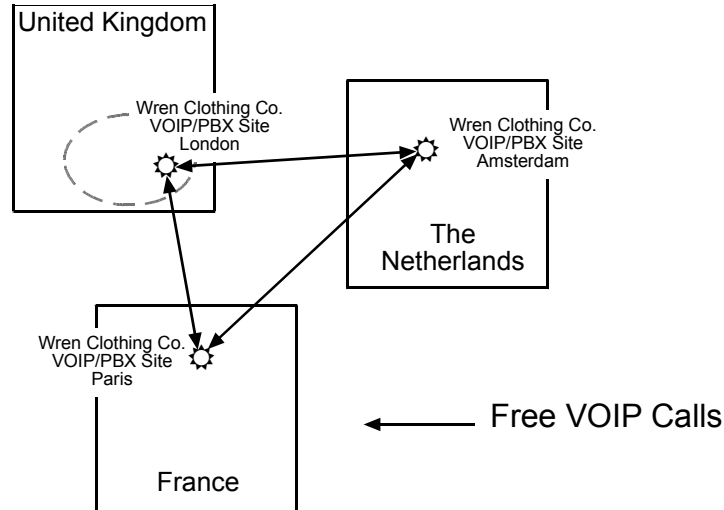 United Kingdom
Wren Clothing Co.
VOIP/PBX Site
London
Wren Clothing Co.
VOIP/PBX Site
Amsterdam
The
Netherlands
Wren Clothing Co.
VOIP/PBX Site
Paris
Free VOIP Calls
France